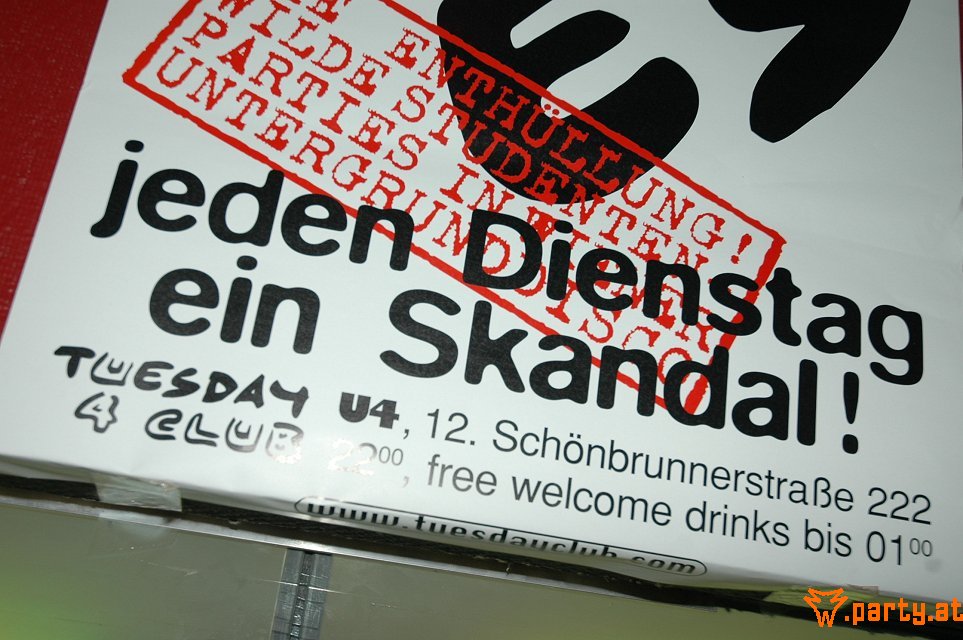 ENTHÜLLUNG!
WILDE STUDENTEN
PARTIES IN WIENER
UNTERGRUNDDISCO!
jeden Dienstag
ein Skandal!
TUESDAY U4, 12. Schönbrunnerstraße 222
4 CLUB 22⁰⁰, free welcome drinks bis 01⁰⁰
www.tuesdayclub.com
.party.at